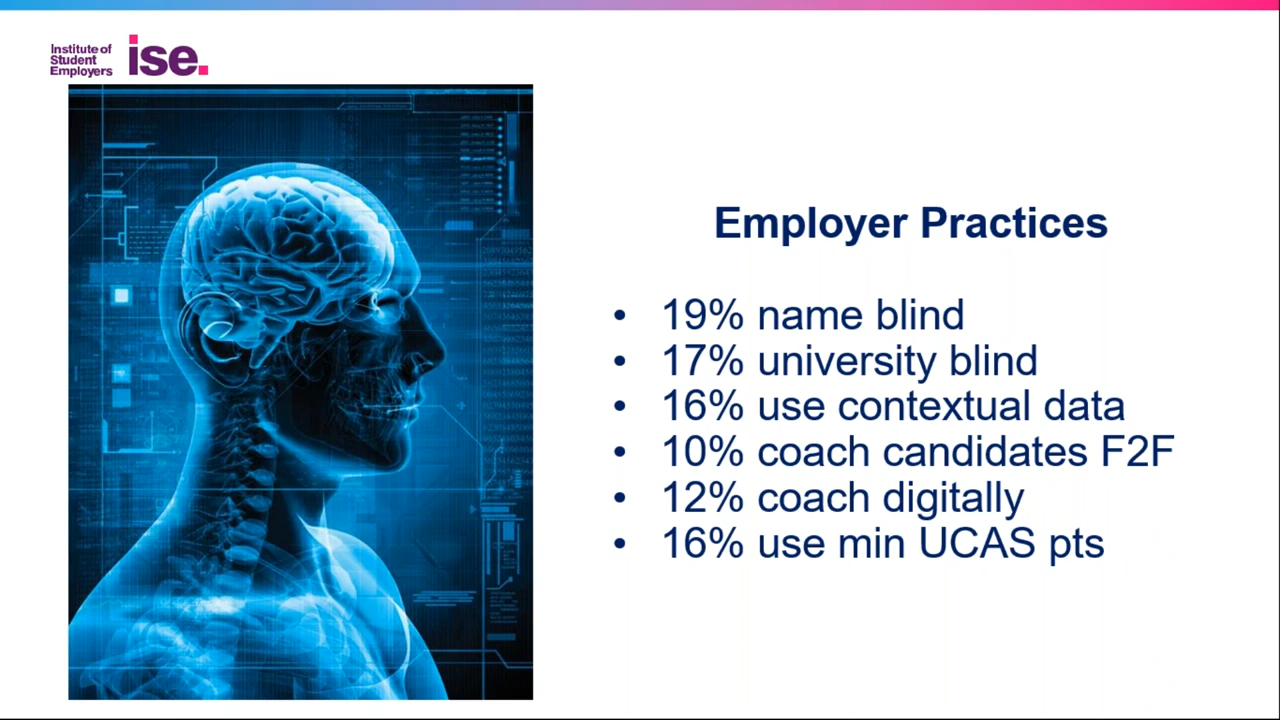 Institute of
Student
Employers
ise.
Employer Practices
• 19% name blind
• 17% university blind
• 16% use contextual data
• 10% coach candidates F2F
• 12% coach digitally
• 16% use min UCAS pts